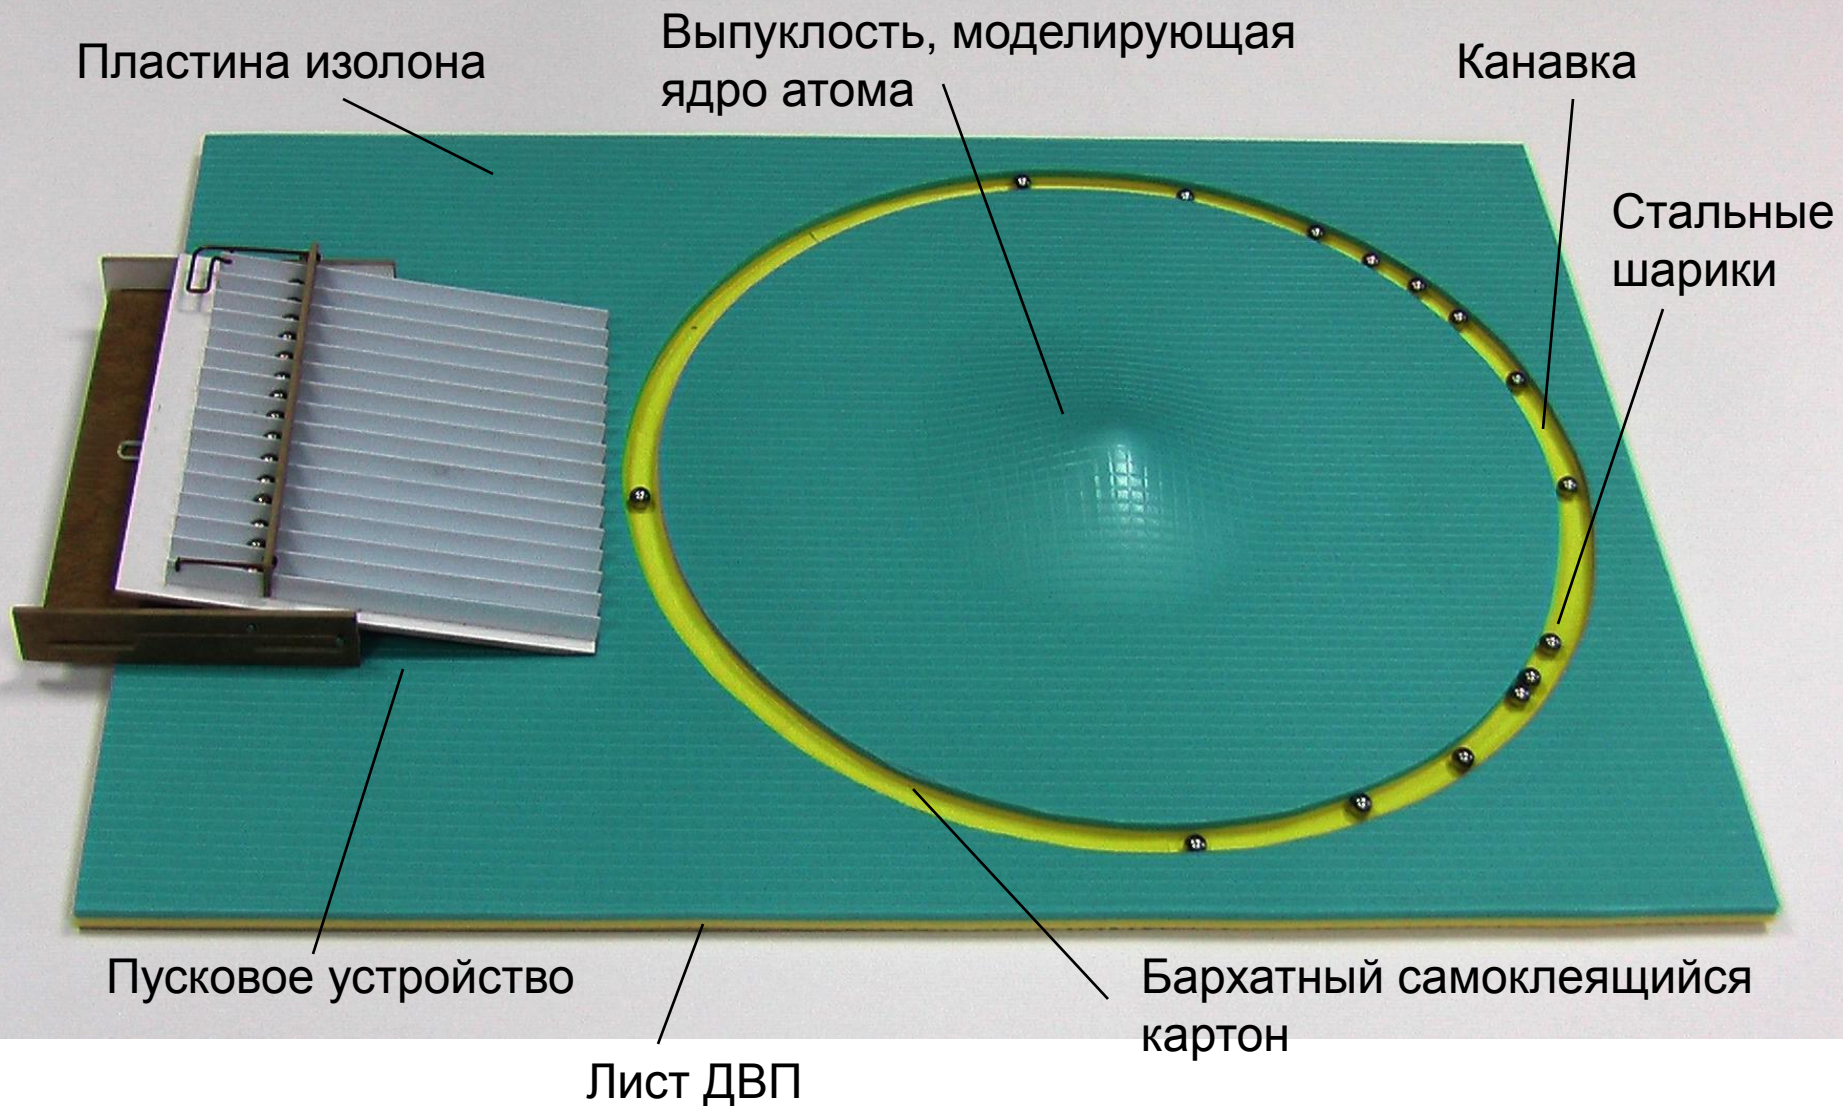 Пластина изолона
Выпуклость, моделирующая
ядро атома
Канавка
Стальные
шарики
Пусковое устройство
Бархатный самоклеящийся
картон
Лист ДВП